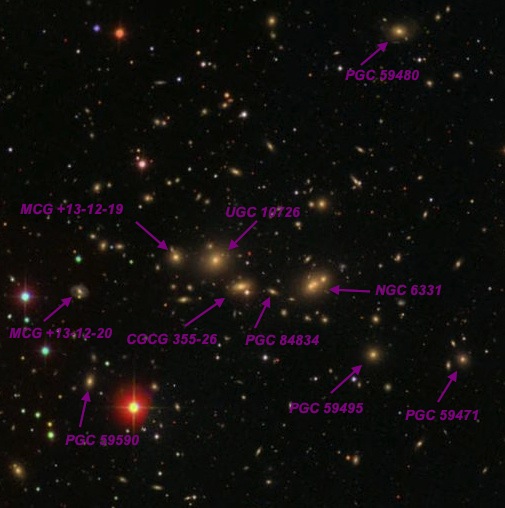 PGC 59480
MCG +13-12-19
UGC 10726
NGC 6331
MCG +13-12-20
CGCG 355-26
PGC 84834
PGC 59495
PGC 59471
PGC 59590